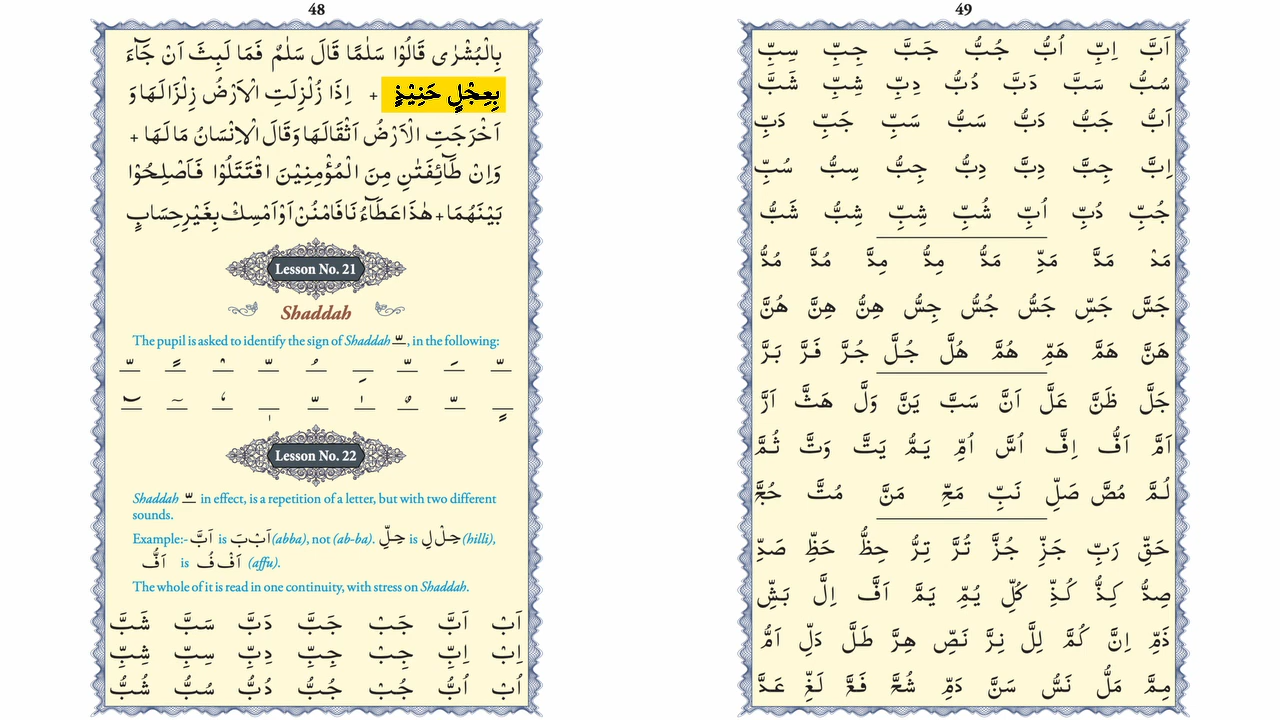 48
بِالْبُشْرٰى قَالُوْا سَلٰمًا قَالَ سَلٰمٌ فَمَا لَبِثَ اَنْ جَآءَ
بِعِجْلٍ حَنِيْذٍ + اِذَا زُلْزِلَتِ الْاَرْضُ زِلْزَالَهَا وَ
اَخْرَجَتِ الْاَرْضُ اَثْقَالَهَا وَقَالَ الْاِنْسَانُ مَالَهَا +
وَاِنْ طَآئِفَتٰنِ مِنَ الْمُؤْمِنِيْنَ اقْتَتَلُوْا فَاَصْلِحُوْا
بَيْنَهُمَا + هٰذَا عَطَآءُنَا فَامْنُنْ اَوْ اَمْسِكْ بِغَيْرِ حِسَابٍ
Lesson No. 21
Shaddah
The pupil is asked to identify the sign of Shaddah ـّ, in the following:
Lesson No. 22
Shaddah ـّ in effect, is a repetition of a letter, but with two different
sounds.
Example:- اَبَّ is اَبْ بَ (abba), not (ab-ba). حِلِّ is حِلْ لِ (hilli),
اَفُّ is اَفْ فُ (affu).
The whole of it is read in one continuity, with stress on Shaddah.
اَبْ اَبَّ جَبْ جَبَّ دَبَّ سَبَّ شَبَّ
اِبْ اِبِّ جِبْ جِبِّ دِبِّ سِبِّ شِبِّ
اُبْ اُبُّ جُبْ جُبُّ دُبُّ سُبُّ شُبُّ
49
اَبَّ اِبِّ اُبُّ جُبُّ جَبَّ جِبِّ سِبِّ
سُبُّ سَبَّ دَبَّ دُبُّ دِبِّ شِبِّ شَبَّ
اَبُّ جَبُّ دَبُّ سَبُّ سَبِّ جَبِّ دَبِّ
اِبَّ جِبَّ دِبَّ دِبُّ جِبُّ سِبُّ سُبِّ
جُبِّ دُبِّ اُبِّ شُبِّ شِبِّ شِبُّ شَبُّ
مَدْ مَدَّ مَدِّ مَدُّ مِدُّ مِدَّ مُدَّ مُدُّ
جَسَّ جَسِّ جَسُّ جُسُّ جِسُّ هِنُّ هِنَّ هُنَّ
هَنَّ هَمَّ هَمِّ هُمَّ هُلَّ جُلَّ جُرَّ فَرَّ بَرَّ
جَلَّ ظَنَّ عَلَّ اَنَّ سَبَّ يَنَّ وَلَّ هَثَّ اَرَّ
اَمَّ اَفُّ اِفَّ اُسَّ اُمِّ يَمُّ يَتَّ وَتَّ ثُمَّ
لُمَّ مُصَّ صَلِّ نَبِّ مَعِّ مَنَّ مُتَّ حُجَّ
حَقِّ رَبِّ جَزِّ جُزَّ ثُرَّ تِرُّ حِظُّ حَظِّ صَدِّ
صِدُّ كِذُّ كُذِّ كُلِّ يُمِّ يَمَّ اَفَّ اِلَّ بَشِّ
ذَمِّ اِنَّ كُمَّ لِلَّ نِرَّ نَصِّ هِرَّ طَلَّ دَلِّ اَمُّ
مِمَّ مَلُّ نَسُّ سَنَّ دَمِّ شُحَّ فَعَّ لَغِّ عَدَّ